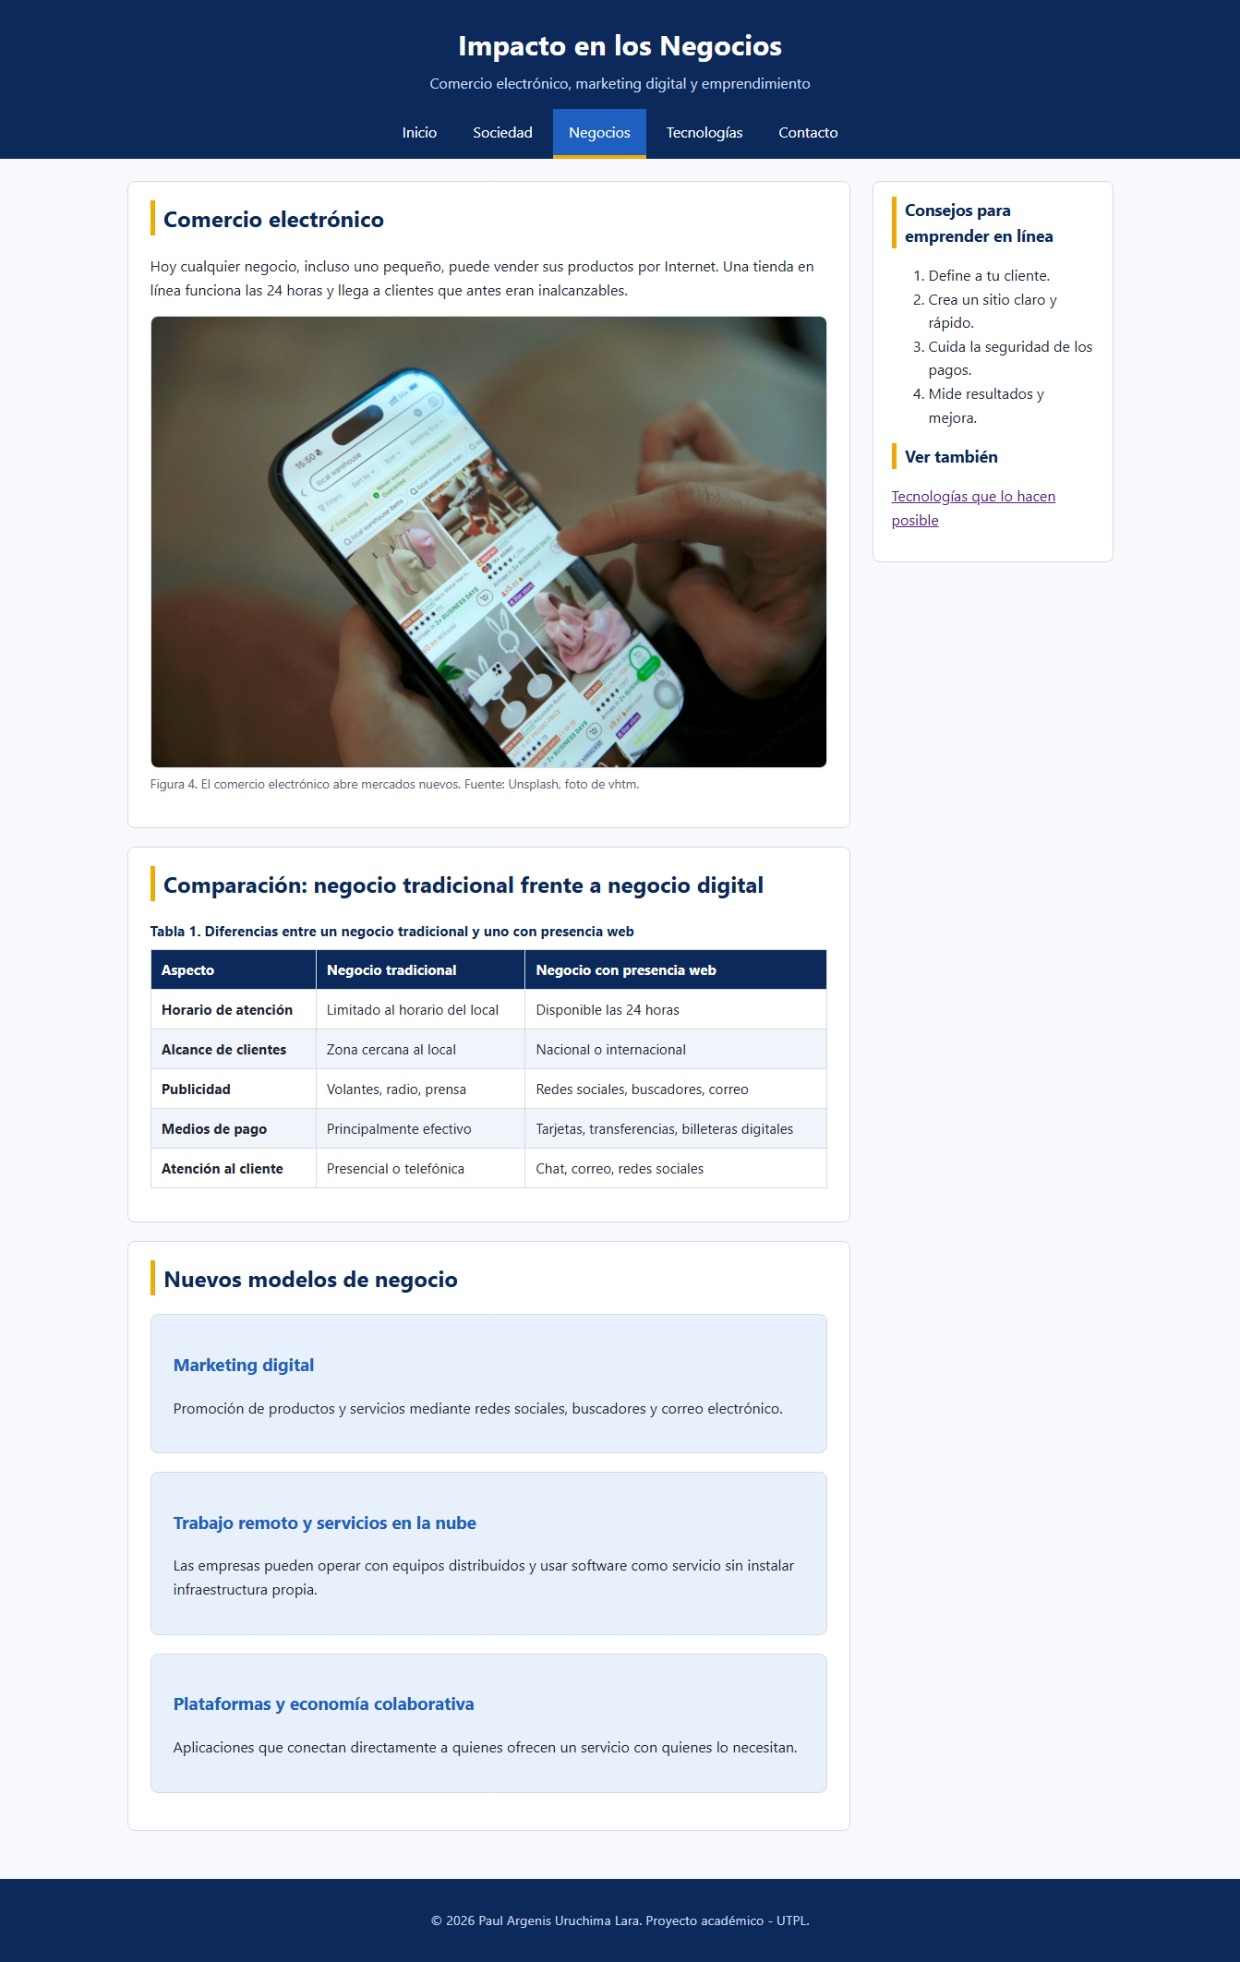 Impacto en los Negocios
Comercio electrónico, marketing digital y emprendimiento
Inicio Sociedad Negocios Tecnologías Contacto
Comercio electrónico
Hoy cualquier negocio, incluso uno pequeño, puede vender sus productos por Internet. Una tienda en
línea funciona las 24 horas y llega a clientes que antes eran inalcanzables.
15:50
local warehouse
Free shipping
local warehouse items
Figura 4. El comercio electrónico abre mercados nuevos. Fuente: Unsplash, foto de vhtm.
Comparación: negocio tradicional frente a negocio digital
Tabla 1. Diferencias entre un negocio tradicional y uno con presencia web
Aspecto Negocio tradicional Negocio con presencia web
Horario de atención Limitado al horario del local Disponible las 24 horas
Alcance de clientes Zona cercana al local Nacional o internacional
Publicidad Volantes, radio, prensa Redes sociales, buscadores, correo
Medios de pago Principalmente efectivo Tarjetas, transferencias, billeteras digitales
Atención al cliente Presencial o telefónica Chat, correo, redes sociales
Nuevos modelos de negocio
Marketing digital
Promoción de productos y servicios mediante redes sociales, buscadores y correo electrónico.
Trabajo remoto y servicios en la nube
Las empresas pueden operar con equipos distribuidos y usar software como servicio sin instalar
infraestructura propia.
Plataformas y economía colaborativa
Aplicaciones que conectan directamente a quienes ofrecen un servicio con quienes lo necesitan.
Consejos para
emprender en línea
1. Define a tu cliente.
2. Crea un sitio claro y
rápido.
3. Cuida la seguridad de los
pagos.
4. Mide resultados y
mejora.
Ver también
Tecnologías que lo hacen
posible
© 2026 Paul Argenis Uruchima Lara. Proyecto académico - UTPL.